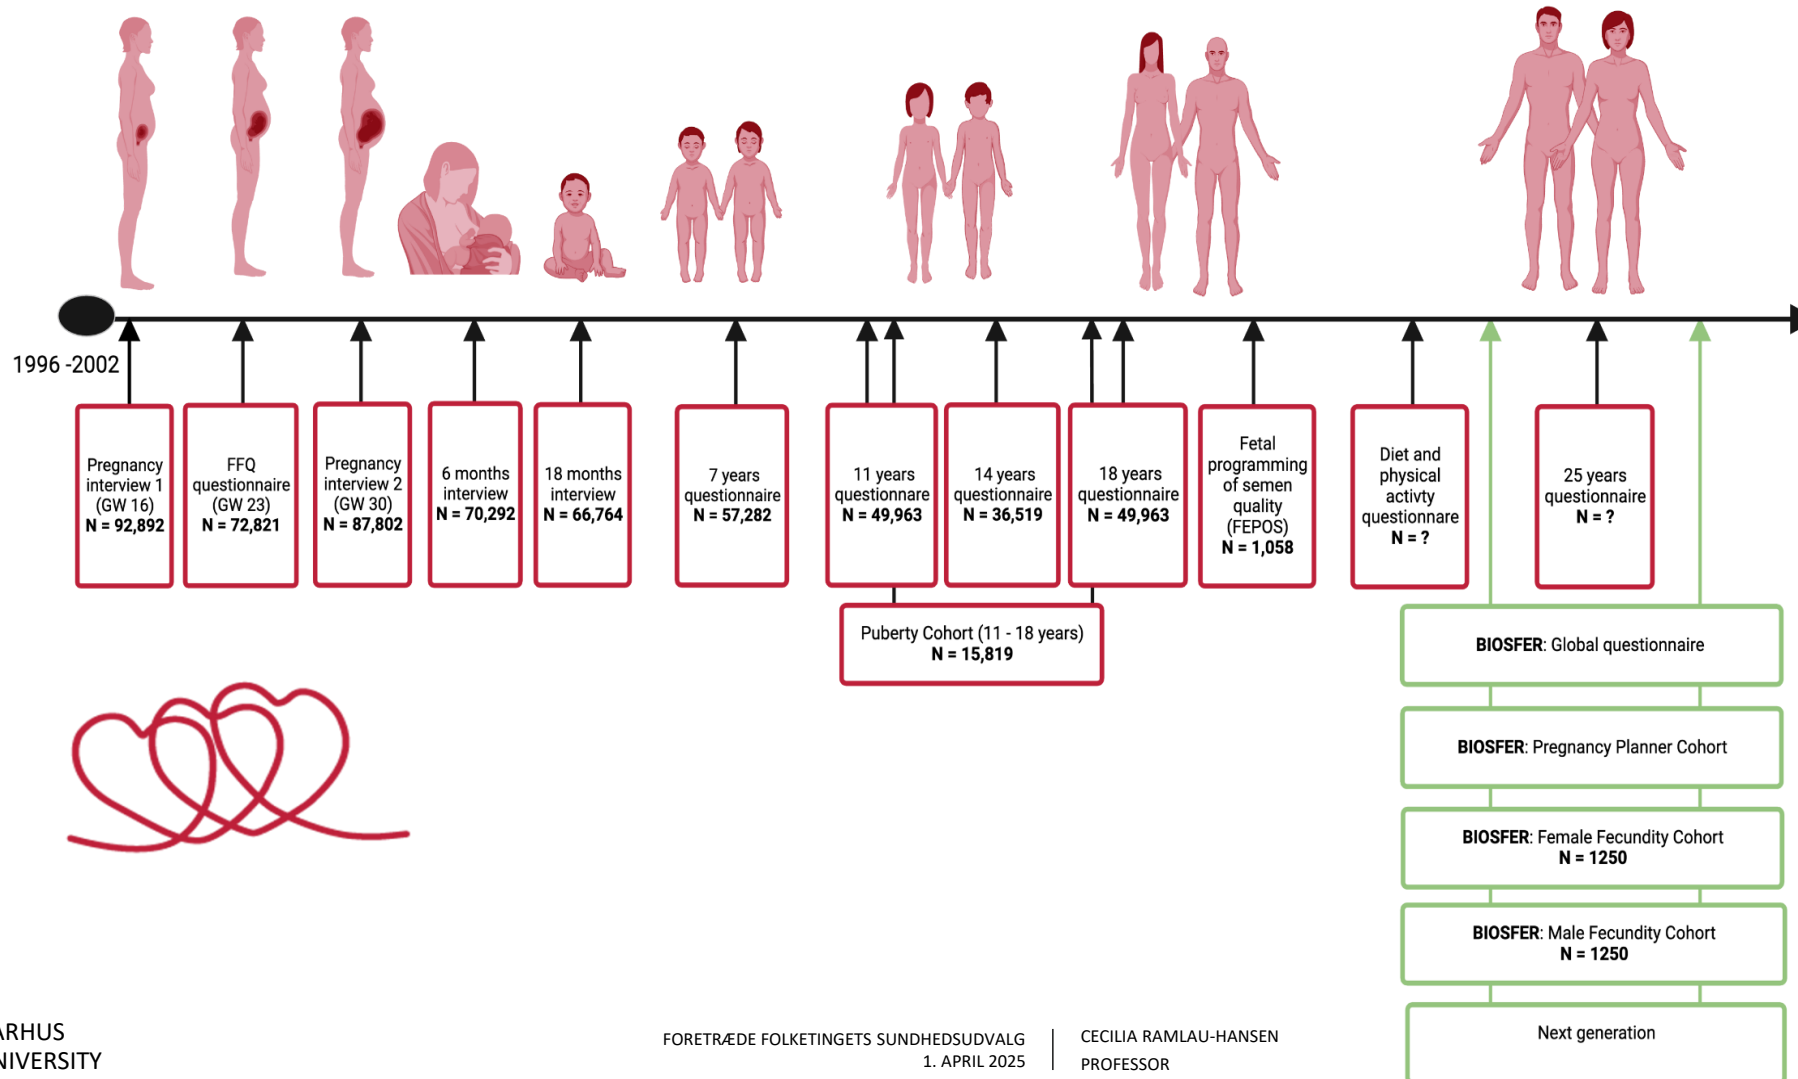 1996 -2002
Pregnancy
interview 1
(GW 16)
N = 92,892
FFQ
questionnaire
(GW 23)
N = 72,821
Pregnancy
interview 2
(GW 30)
N = 87,802
6 months
interview
N = 70,292
18 months
interview
N = 66,764
7 years
questionnaire
N = 57,282
11 years
questionnare
N = 49,963
14 years
questionnaire
N = 36,519
18 years
questionnaire
N = 49,963
Fetal
programming
of semen
quality
(FEPOS)
N = 1,058
Diet and
physical
activty
questionnare
N = ?
25 years
questionnaire
N = ?
Puberty Cohort (11 - 18 years)
N = 15,819
BIOSFER: Global questionnaire
BIOSFER: Pregnancy Planner Cohort
BIOSFER: Female Fecundity Cohort
N = 1250
BIOSFER: Male Fecundity Cohort
N = 1250
Next generation
ARHUS
NIVERSITY
FORETRÆDE FOLKETINGETS SUNDHEDSUDVALG
1. APRIL 2025
CECILIA RAMLAU-HANSEN
PROFESSOR